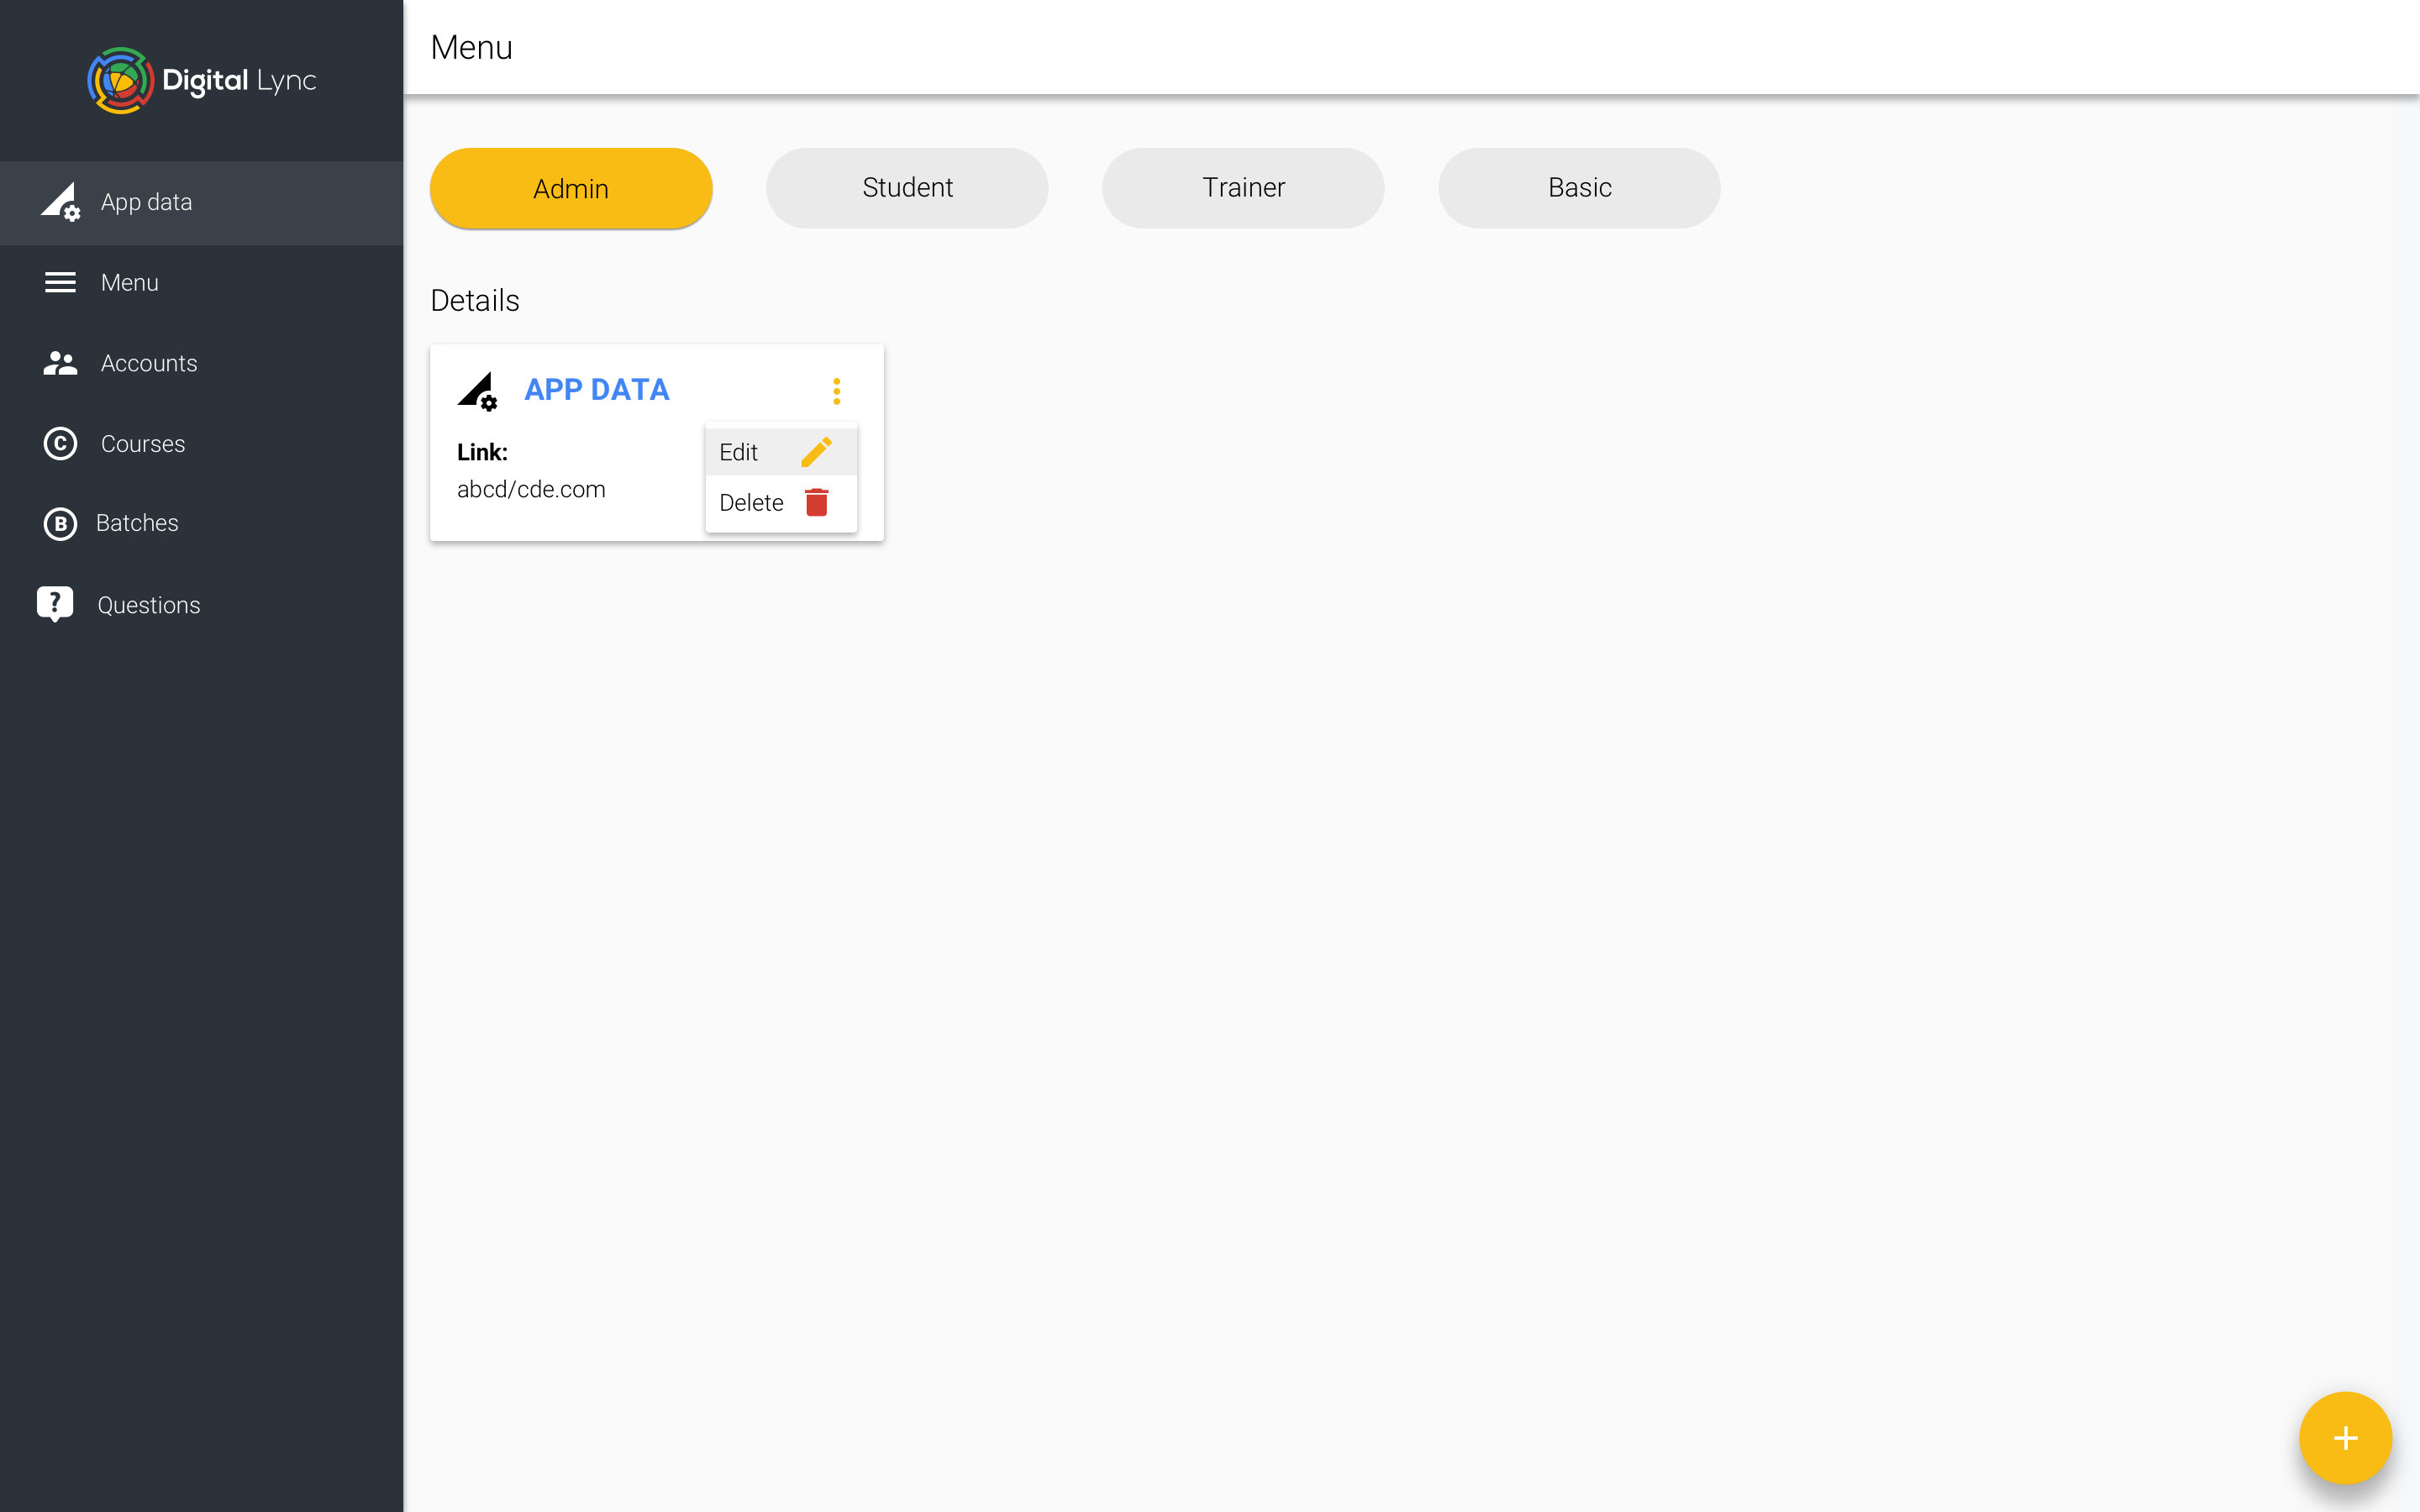 Digital Lync
App data
Menu
Accounts
C Courses
B Batches
? Questions
Menu
Admin Student Trainer Basic
Details
APP DATA
Link:
abcd/cde.com
Edit
Delete
+